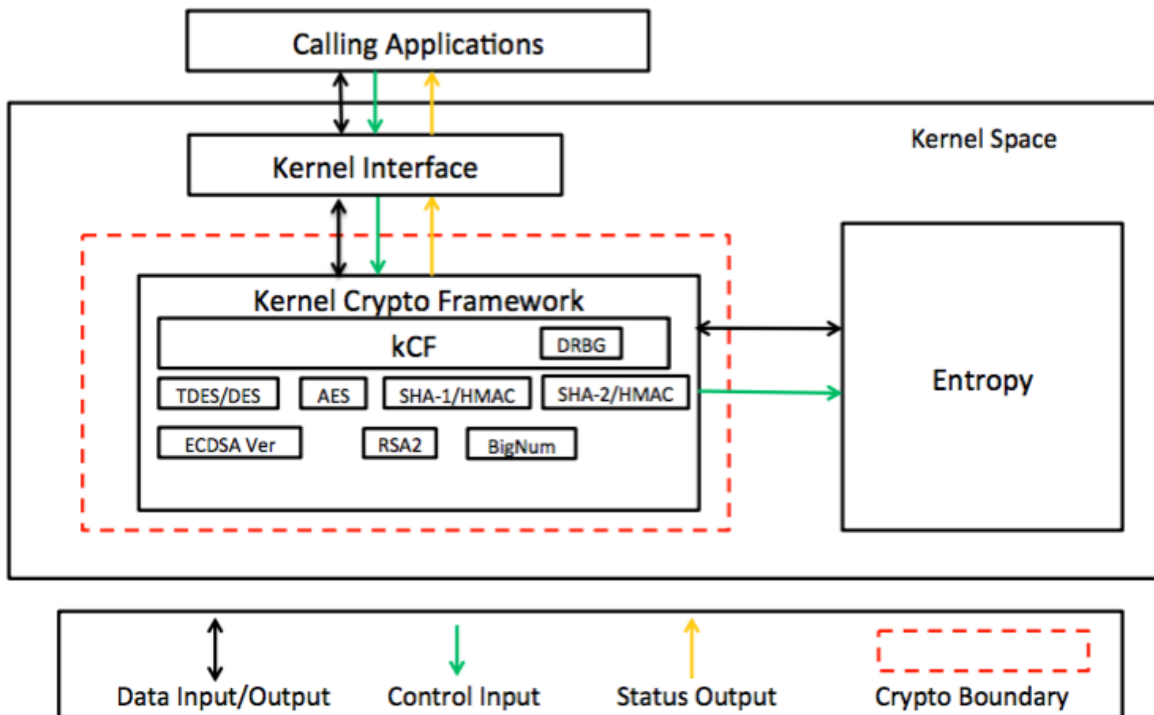 Calling Applications
Kernel Space
Kernel Interface
Kernel Crypto Framework
kCF
DRBG
TDES/DES
AES
SHA-1/HMAC
SHA-2/HMAC
ECDSA Ver
RSA2
BigNum
Entropy
Data Input/Output
Control Input
Status Output
Crypto Boundary